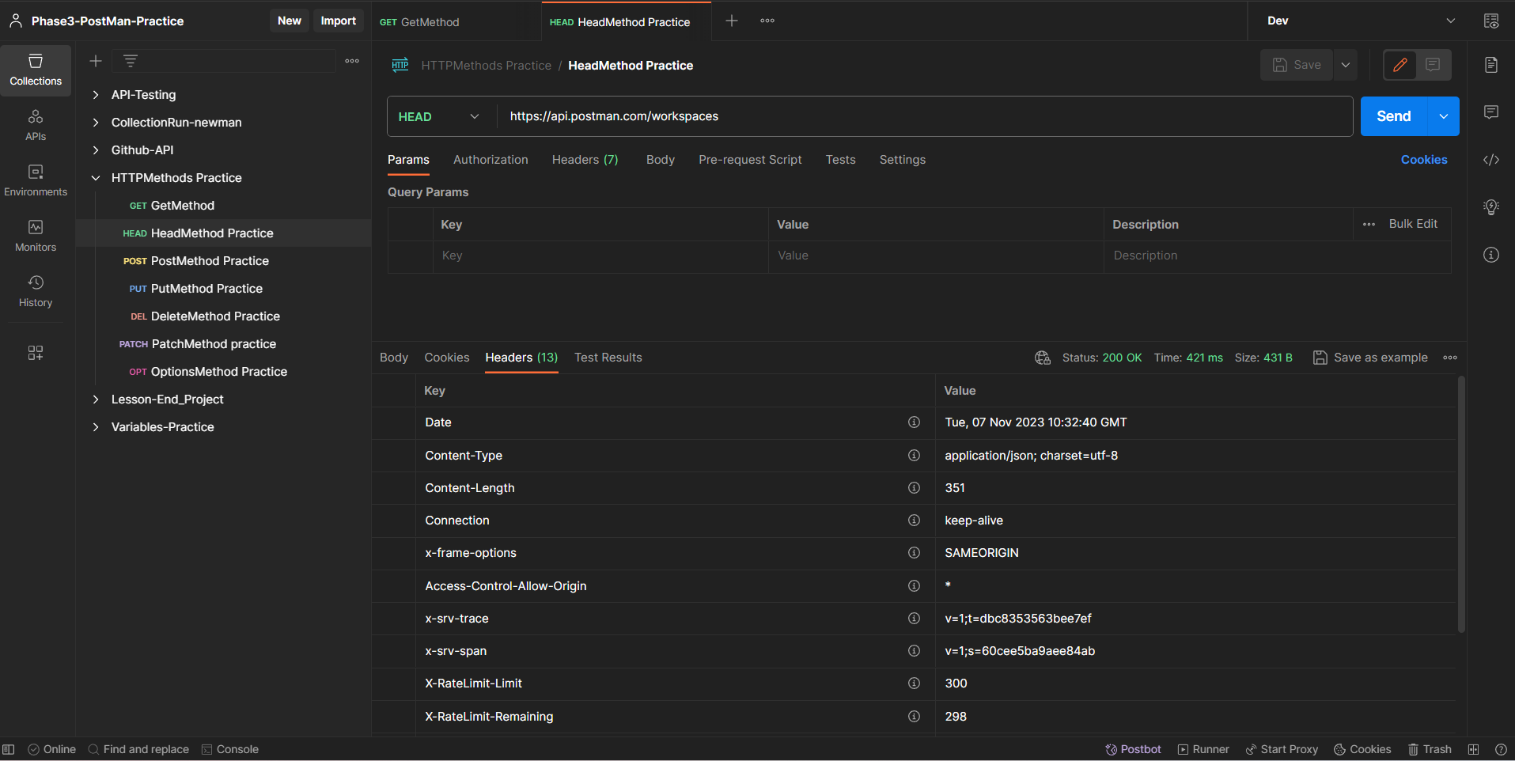 Phase3-PostMan-Practice New Import GET GetMethod HEAD HeadMethod Practice Dev
Collections
APIs
Environments
Monitors
History
API-Testing
CollectionRun-newman
Github-API
HTTPMethods Practice
GET GetMethod
HEAD HeadMethod Practice
POST PostMethod Practice
PUT PutMethod Practice
DEL DeleteMethod Practice
PATCH PatchMethod practice
OPT OptionsMethod Practice
Lesson-End_Project
Variables-Practice
HTTP HTTPMethods Practice / HeadMethod Practice Save
HEAD https://api.postman.com/workspaces Send
Params Authorization Headers (7) Body Pre-request Script Tests Settings Cookies
Query Params
Key Value Description Bulk Edit
Key Value Description
Body Cookies Headers (13) Test Results Status: 200 OK Time: 421 ms Size: 431 B Save as example
Key Value
Date Tue, 07 Nov 2023 10:32:40 GMT
Content-Type application/json; charset=utf-8
Content-Length 351
Connection keep-alive
x-frame-options SAMEORIGIN
Access-Control-Allow-Origin *
x-srv-trace v=1;t=dbc8353563bee7ef
x-srv-span v=1;s=60cee5ba9aee84ab
X-RateLimit-Limit 300
X-RateLimit-Remaining 298
Online Find and replace Console Postbot Runner Start Proxy Cookies Trash